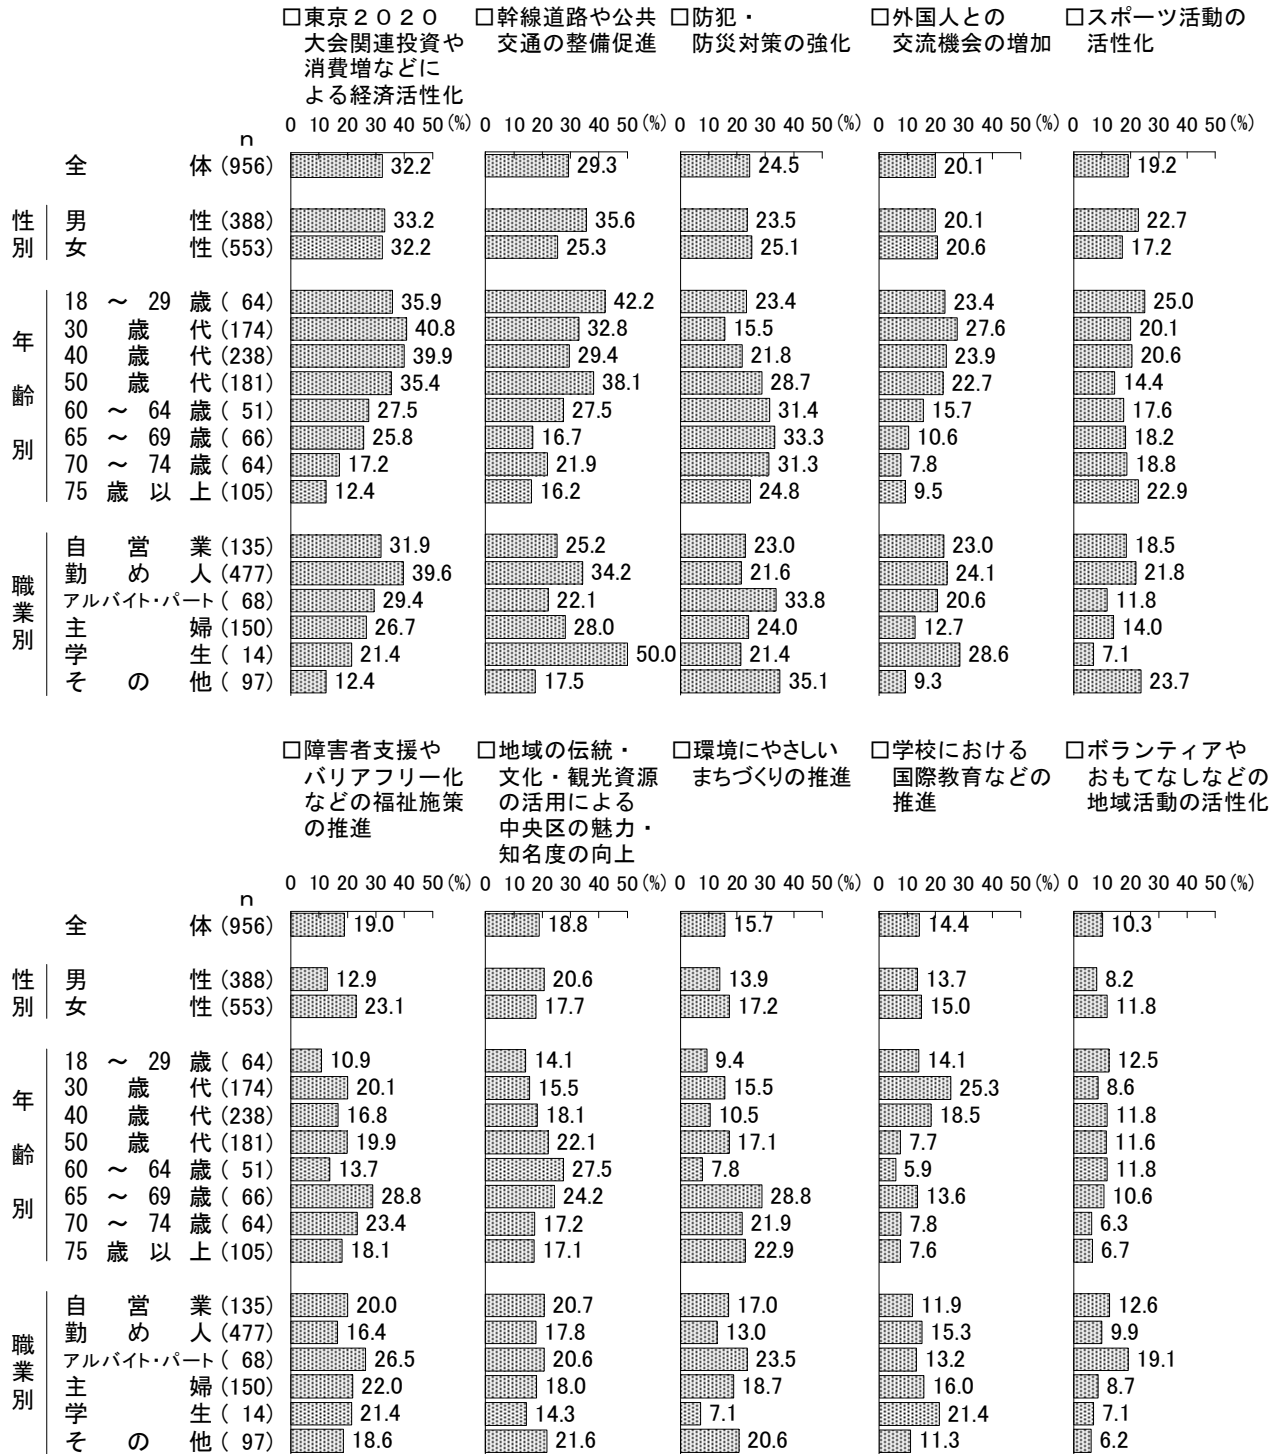 □東京２０２０ □幹線道路や公共 □防犯・ □外国人との □スポーツ活動の
大会関連投資や 交通の整備促進 防災対策の強化 交流機会の増加 活性化
消費増などに
よる経済活性化
n 0 10 20 30 40 50(%) 0 10 20 30 40 50(%) 0 10 20 30 40 50(%) 0 10 20 30 40 50(%) 0 10 20 30 40 50(%)
全体(956) 32.2 29.3 24.5 20.1 19.2
性別
男性(388) 33.2 35.6 23.5 20.1 22.7
女性(553) 32.2 25.3 25.1 20.6 17.2
年齢別
18～29歳( 64) 35.9 42.2 23.4 23.4 25.0
30歳代(174) 40.8 32.8 15.5 27.6 20.1
40歳代(238) 39.9 29.4 21.8 23.9 20.6
50歳代(181) 35.4 38.1 28.7 22.7 14.4
60～64歳( 51) 27.5 27.5 31.4 15.7 17.6
65～69歳( 66) 25.8 16.7 33.3 10.6 18.2
70～74歳( 64) 17.2 21.9 31.3 7.8 18.8
75歳以上(105) 12.4 16.2 24.8 9.5 22.9
職業別
自営業(135) 31.9 25.2 23.0 23.0 18.5
勤め人(477) 39.6 34.2 21.6 24.1 21.8
アルバイト・パート( 68) 29.4 22.1 33.8 20.6 11.8
主婦(150) 26.7 28.0 24.0 12.7 14.0
学生( 14) 21.4 50.0 21.4 28.6 7.1
その他( 97) 12.4 17.5 35.1 9.3 23.7
□障害者支援や □地域の伝統・ □環境にやさしい □学校における □ボランティアや
バリアフリー化 文化・観光資源 まちづくりの推進 国際教育などの おもてなしなどの
などの福祉施策 の活用による 推進 地域活動の活性化
の推進 中央区の魅力・
知名度の向上
n 0 10 20 30 40 50(%) 0 10 20 30 40 50(%) 0 10 20 30 40 50(%) 0 10 20 30 40 50(%) 0 10 20 30 40 50(%)
全体(956) 19.0 18.8 15.7 14.4 10.3
性別
男性(388) 12.9 20.6 13.9 13.7 8.2
女性(553) 23.1 17.7 17.2 15.0 11.8
年齢別
18～29歳( 64) 10.9 14.1 9.4 14.1 12.5
30歳代(174) 20.1 15.5 15.5 25.3 8.6
40歳代(238) 16.8 18.1 10.5 18.5 11.8
50歳代(181) 19.9 22.1 17.1 7.7 11.6
60～64歳( 51) 13.7 27.5 7.8 5.9 11.8
65～69歳( 66) 28.8 24.2 28.8 13.6 10.6
70～74歳( 64) 23.4 17.2 21.9 7.8 6.3
75歳以上(105) 18.1 17.1 22.9 7.6 6.7
職業別
自営業(135) 20.0 20.7 17.0 11.9 12.6
勤め人(477) 16.4 17.8 13.0 15.3 9.9
アルバイト・パート( 68) 26.5 20.6 23.5 13.2 19.1
主婦(150) 22.0 18.0 18.7 16.0 8.7
学生( 14) 21.4 14.3 7.1 21.4 7.1
その他( 97) 18.6 21.6 20.6 11.3 6.2